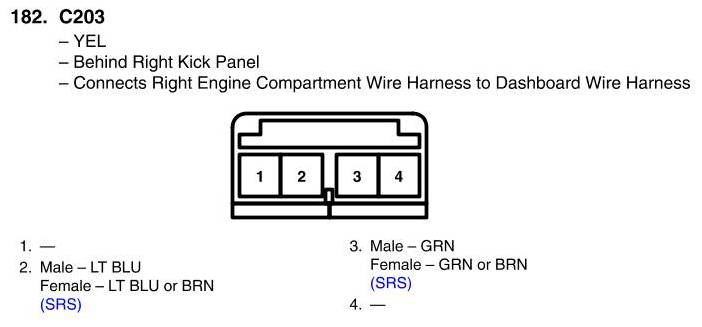 182. C203
– YEL
– Behind Right Kick Panel
– Connects Right Engine Compartment Wire Harness to Dashboard Wire Harness
1 2 3 4
1. —
2. Male – LT BLU
Female – LT BLU or BRN
(SRS)
3. Male – GRN
Female – GRN or BRN
(SRS)
4. —